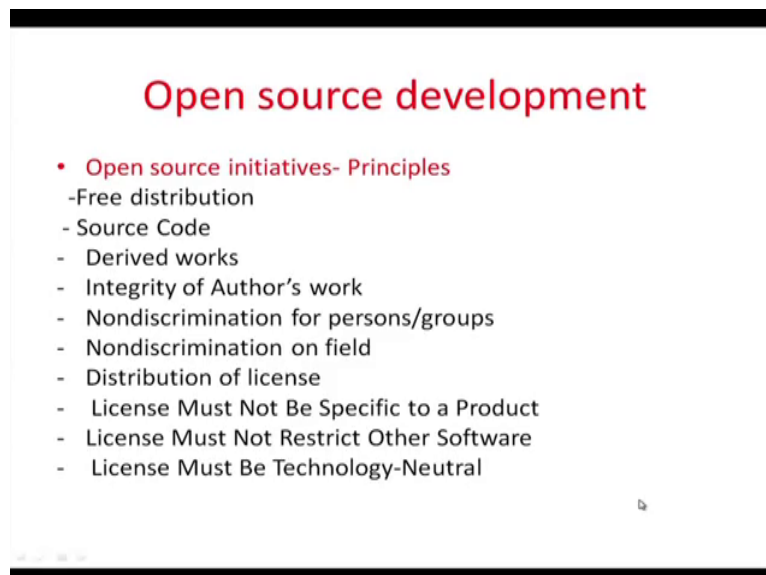 Open source development
• Open source initiatives- Principles
-Free distribution
- Source Code
- Derived works
- Integrity of Author’s work
- Nondiscrimination for persons/groups
- Nondiscrimination on field
- Distribution of license
- License Must Not Be Specific to a Product
- License Must Not Restrict Other Software
- License Must Be Technology-Neutral